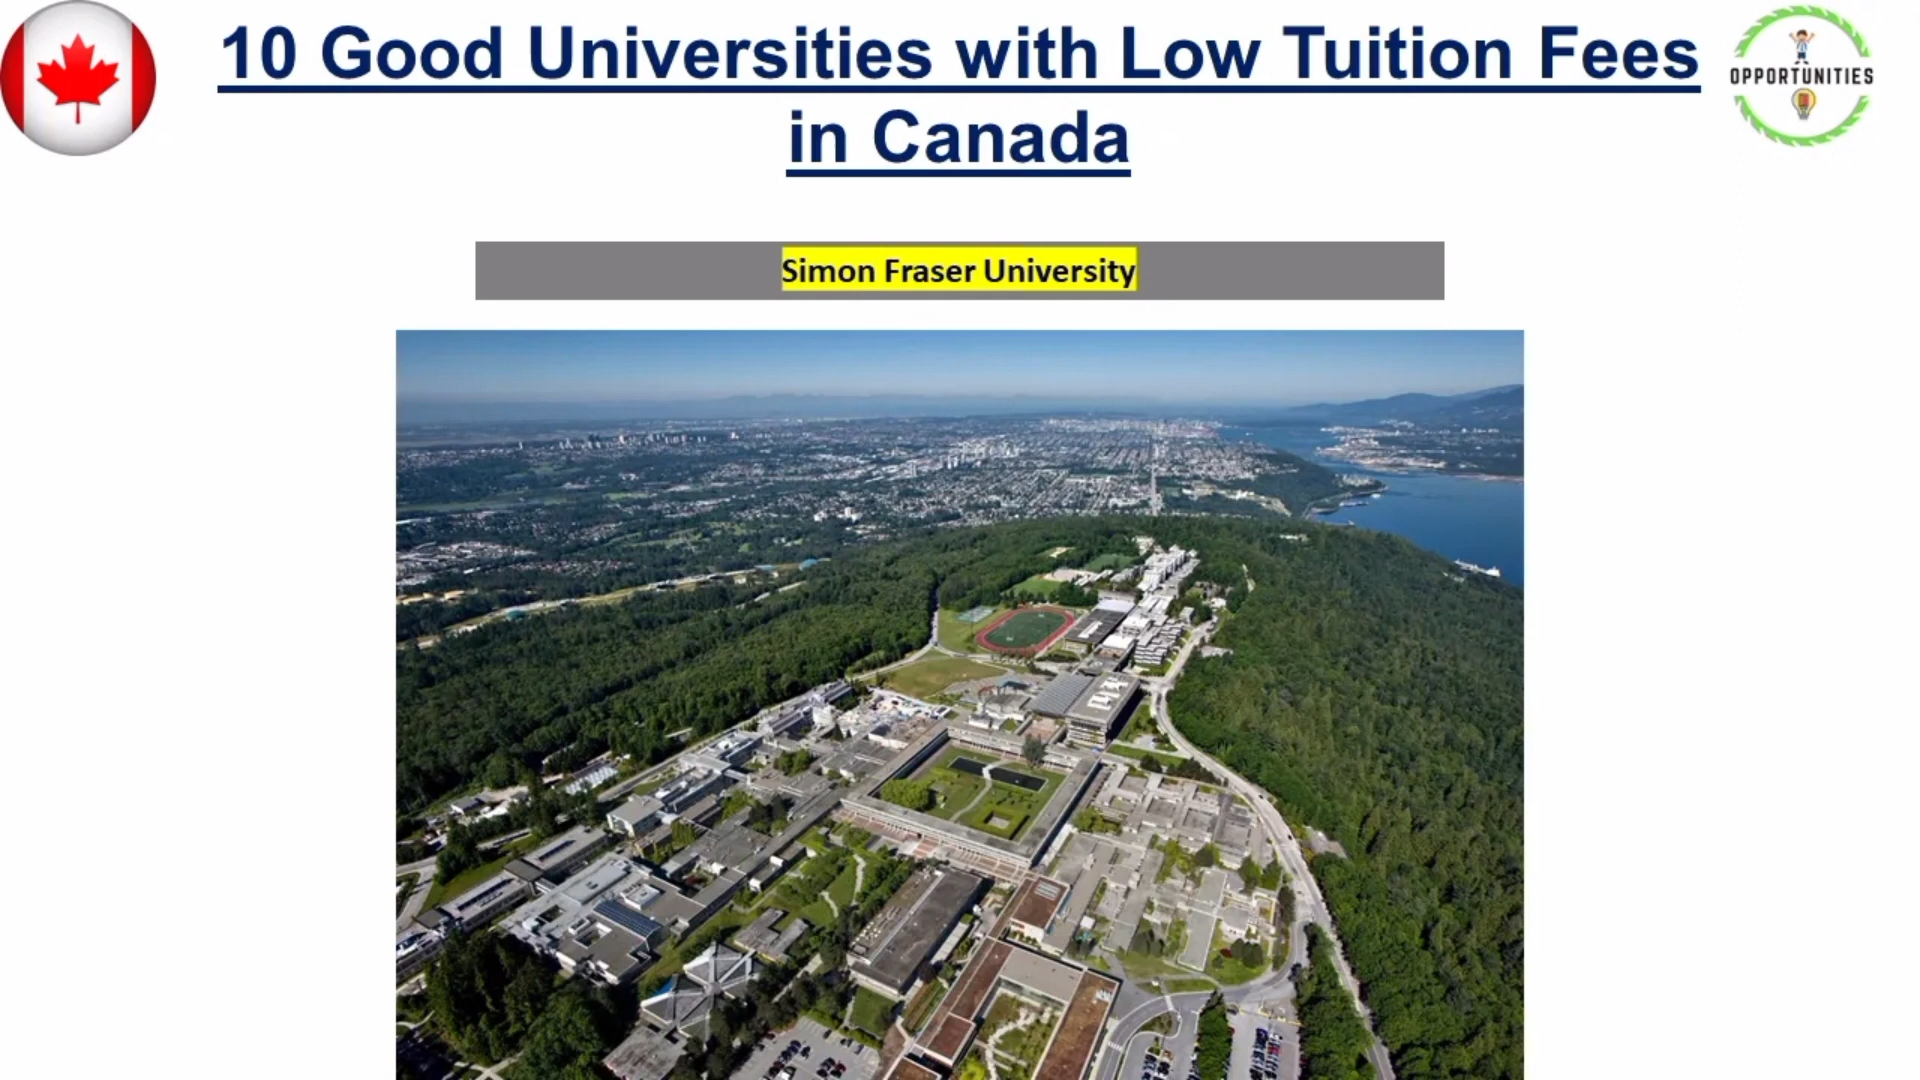 10 Good Universities with Low Tuition Fees
in Canada
OPPORTUNITIES
Simon Fraser University